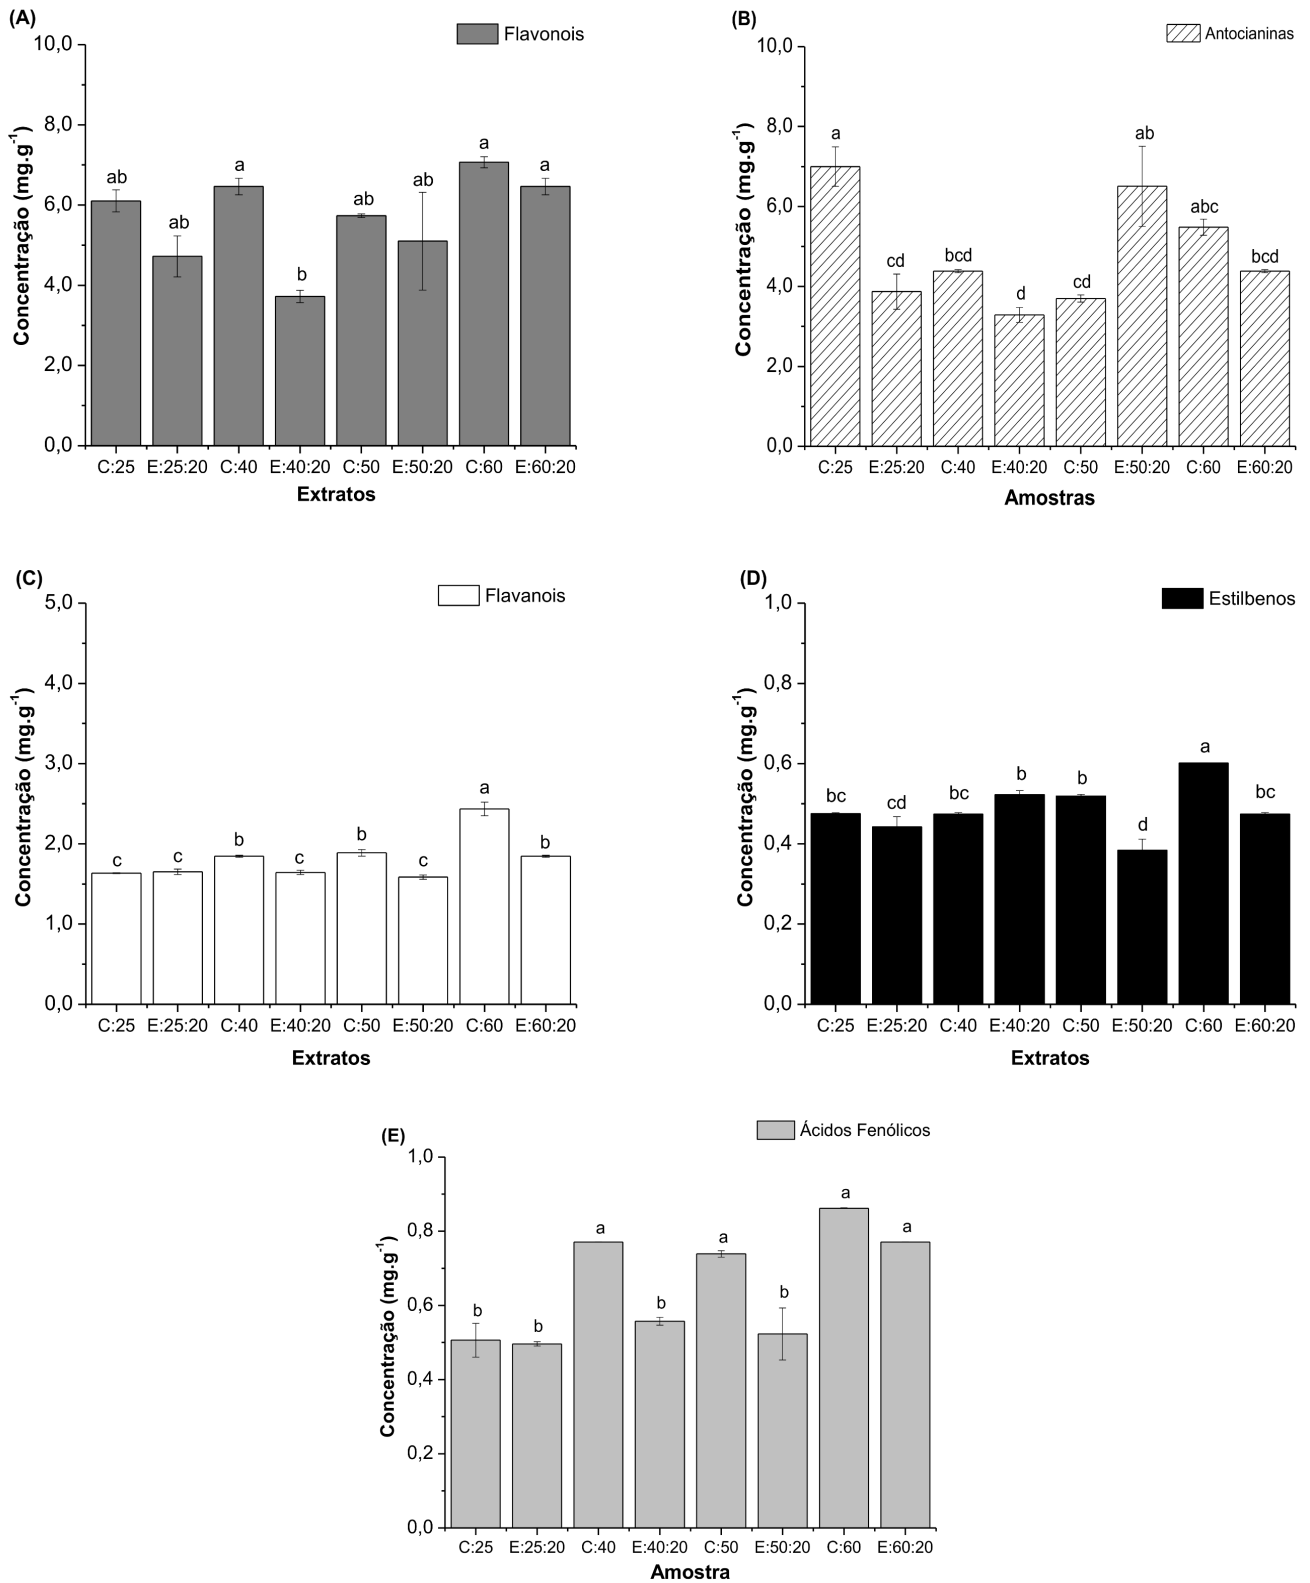 (A)
Flavonois
10,0
8,0
6,0
4,0
2,0
0,0
Concentração (mg.g-1)
ab
ab
a
b
ab
ab
a
a
C:25 E:25:20 C:40 E:40:20 C:50 E:50:20 C:60 E:60:20
Extratos
(B)
Antocianinas
10,0
8,0
6,0
4,0
2,0
0,0
Concentração (mg.g-1)
a
cd
bcd
d
cd
ab
abc
bcd
C:25 E:25:20 C:40 E:40:20 C:50 E:50:20 C:60 E:60:20
Amostras
(C)
Flavanois
5,0
4,0
3,0
2,0
1,0
0,0
Concentração (mg.g-1)
c
c
b
c
b
c
a
b
C:25 E:25:20 C:40 E:40:20 C:50 E:50:20 C:60 E:60:20
Extratos
(D)
Estilbenos
1,0
0,8
0,6
0,4
0,2
0,0
Concentração (mg.g-1)
bc
cd
bc
b
b
d
a
bc
C:25 E:25:20 C:40 E:40:20 C:50 E:50:20 C:60 E:60:20
Extratos
(E)
Ácidos Fenólicos
1,0
0,8
0,6
0,4
0,2
0,0
Concentração (mg.g-1)
b
b
a
b
a
b
a
a
C:25 E:25:20 C:40 E:40:20 C:50 E:50:20 C:60 E:60:20
Amostra